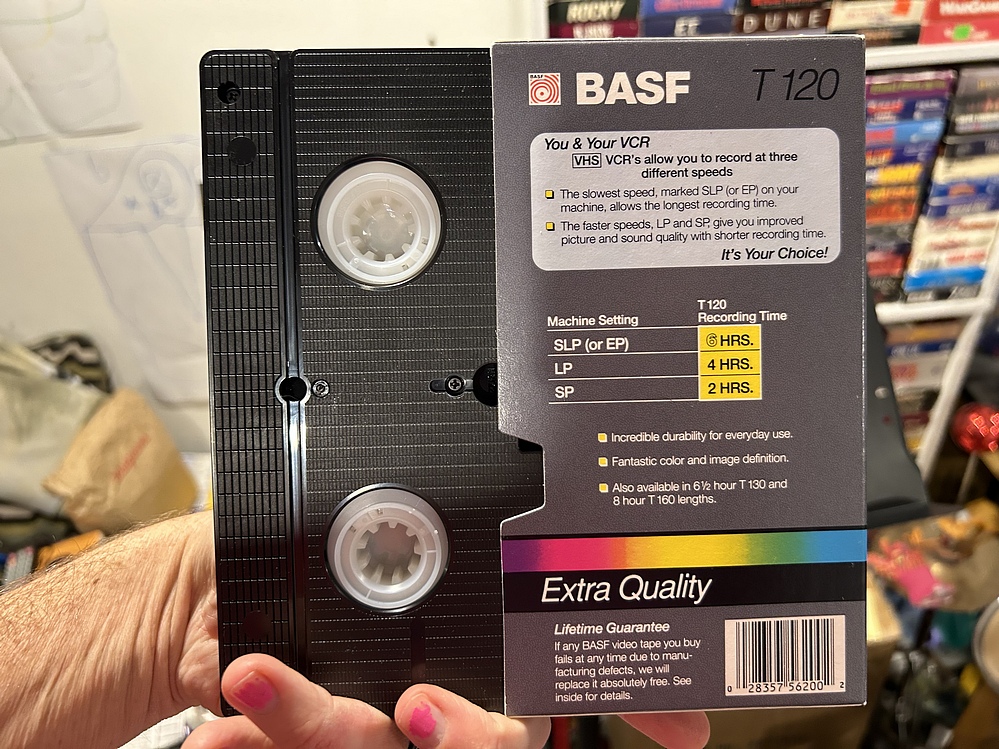 ROCKY
DUNE
WARGAMES
BASF
BASF
T 120
You & Your VCR
VHS VCR's allow you to record at three
different speeds
The slowest speed, marked SLP (or EP) on your
machine, allows the longest recording time.
The faster speeds, LP and SP, give you improved
picture and sound quality with shorter recording time.
It's Your Choice!
T 120
Machine Setting Recording Time
SLP (or EP) 6 HRS.
LP 4 HRS.
SP 2 HRS.
Incredible durability for everyday use.
Fantastic color and image definition.
Also available in 6½ hour T 130 and
8 hour T 160 lengths.
Extra Quality
Lifetime Guarantee
If any BASF video tape you buy
fails at any time due to manu-
facturing defects, we will
replace it absolutely free. See
inside for details.
0 28357 56200 2